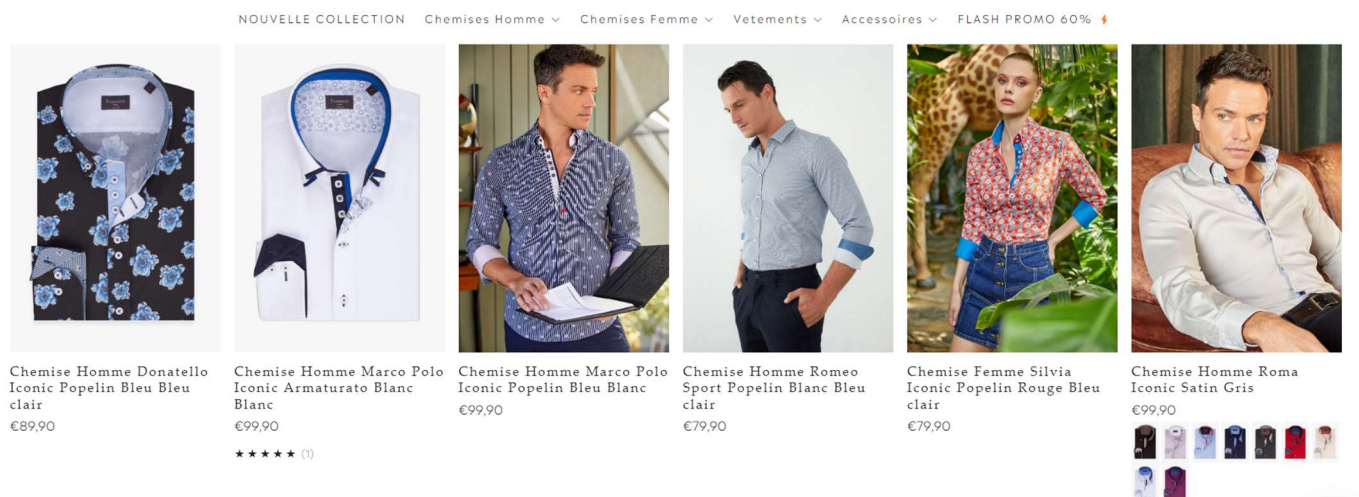 NOUVELLE COLLECTION Chemises Homme Chemises Femme Vetements Accessoires FLASH PROMO 60%
Chemise Homme Donatello
Iconic Popelin Bleu Bleu
clair
€89,90
Chemise Homme Marco Polo
Iconic Armaturato Blanc
Blanc
€99,90
(1)
Chemise Homme Marco Polo
Iconic Popelin Bleu Blanc
€99,90
Chemise Homme Romeo
Sport Popelin Blanc Bleu
clair
€79,90
Chemise Femme Silvia
Iconic Popelin Rouge Bleu
clair
€79,90
Chemise Homme Roma
Iconic Satin Gris
€99,90